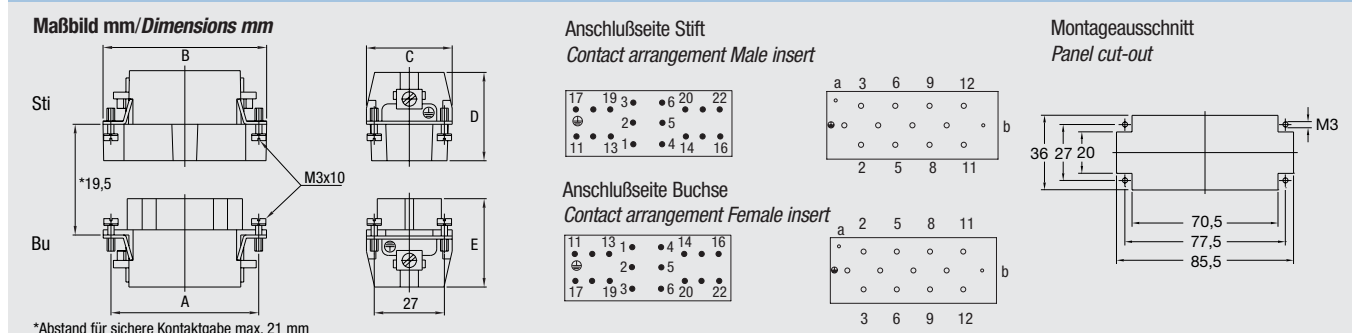 Maßbild mm/Dimensions mm
B
C
Sti
D
*19,5
M3x10
Bu
E
A
27
*Abstand für sichere Kontaktgabe max. 21 mm
Anschlußseite Stift
Contact arrangement Male insert
17 19 3 6 20 22
2 5
11 13 1 4 14 16
a 3 6 9 12
b
2 5 8 11
Anschlußseite Buchse
Contact arrangement Female insert
11 13 1 4 14 16
2 5
17 19 3 6 20 22
a 2 5 8 11
b
3 6 9 12
Montageausschnitt
Panel cut-out
M3
36 27 20
70,5
77,5
85,5